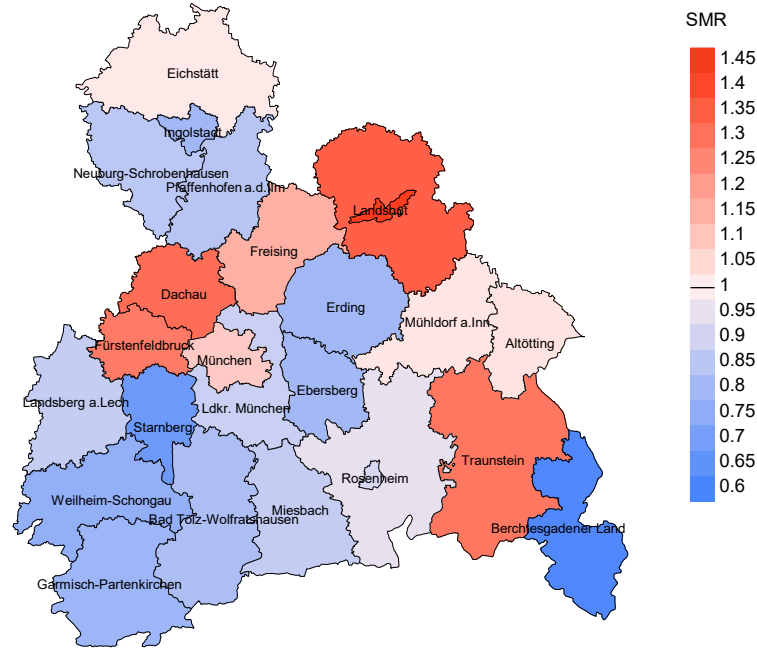 SMR
1.45
1.4
1.35
1.3
1.25
1.2
1.15
1.1
1.05
1
0.95
0.9
0.85
0.8
0.75
0.7
0.65
0.6
Eichstätt
Ingolstadt
Neuburg-Schrobenhausen
Pfaffenhofen a.d.Ilm
Landshut
Freising
Dachau
Erding
Mühldorf a.Inn
Altötting
Fürstenfeldbruck
München
Ebersberg
Landsberg a.Lech
Ldkr. München
Starnberg
Traunstein
Rosenheim
Weilheim-Schongau
Miesbach
Bad Tölz-Wolfratshausen
Berchtesgadener Land
Garmisch-Partenkirchen